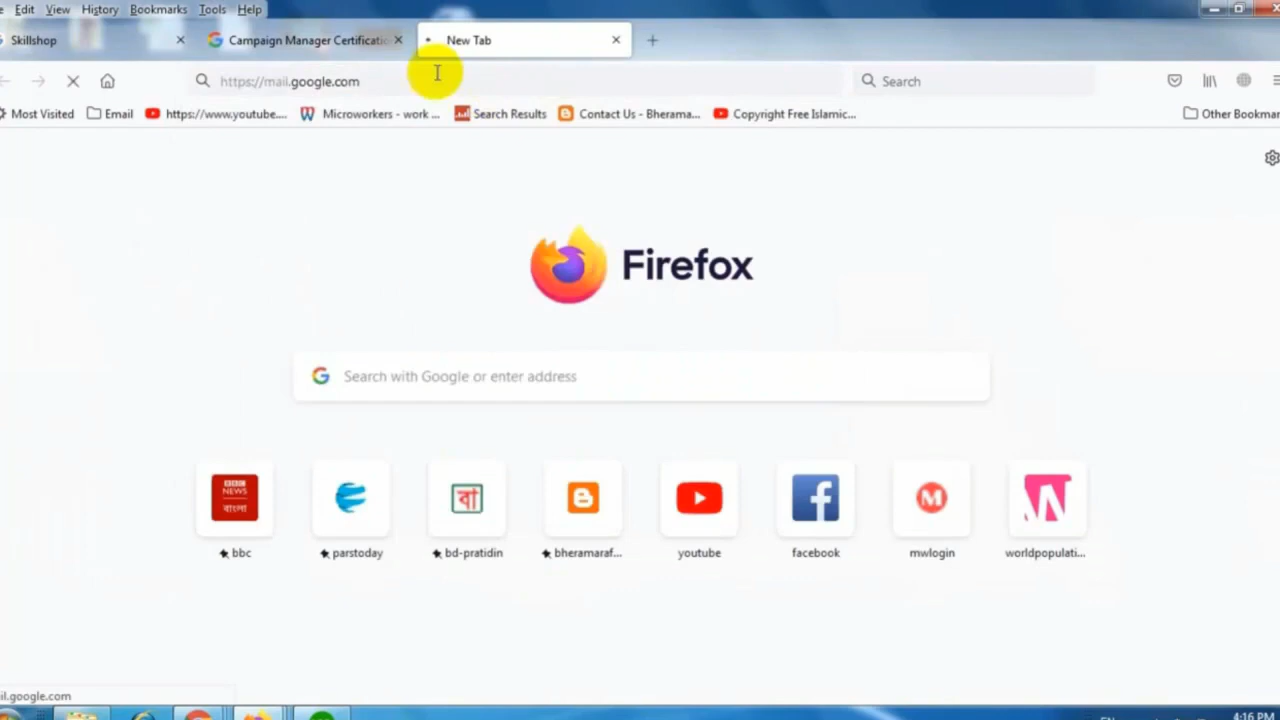 Edit View History Bookmarks Tools Help
Skillshop Campaign Manager Certificatio New Tab
https://mail.google.com Search
Most Visited Email https://www.youtube.... Microworkers - work ... Search Results Contact Us - Bherama... Copyright Free Islamic... Other Bookmar
Firefox
Search with Google or enter address
BBC
NEWS
বাংলা
বা
M
bbc parstoday bd-pratidin bheramaraf... youtube facebook mwlogin worldpopulati...
il.google.com
EN 4:16 PM